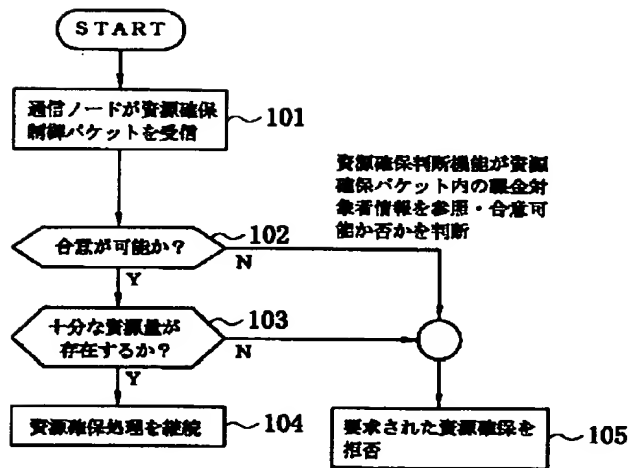 START
通信ノードが資源確保
制御パケットを受信
101
資源確保判断機能が資源
確保パケット内の課金対
象者情報を参照・合意可
能か否かを判断
合意が可能か?
102
N
Y
十分な資源量が
存在するか?
103
N
Y
資源確保処理を継続
104
要求された資源確保を
拒否
105